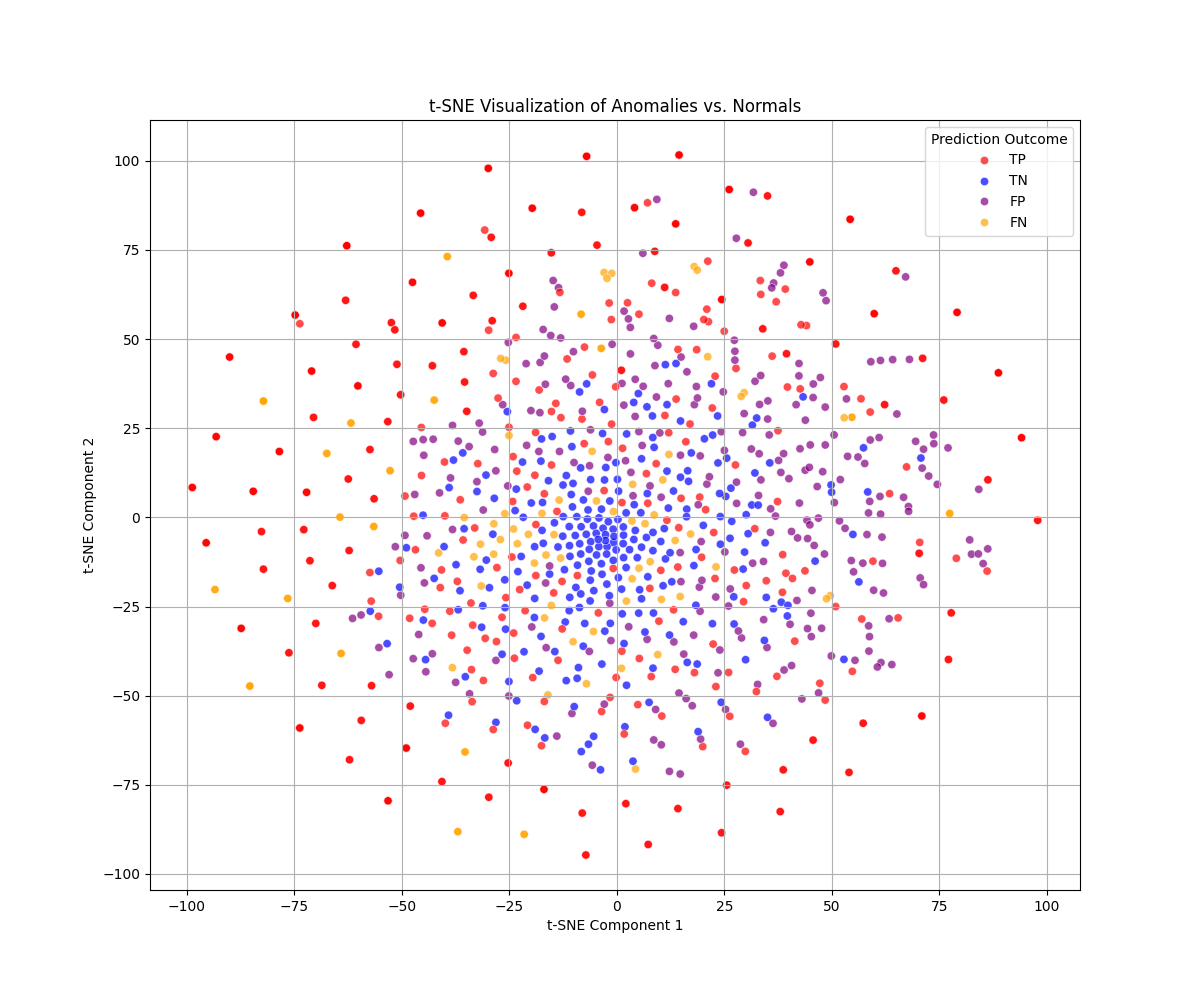 t-SNE Visualization of Anomalies vs. Normals
Prediction Outcome
TP
TN
FP
FN
100
75
50
25
0
−25
−50
−75
−100
t-SNE Component 2
−100 −75 −50 −25 0 25 50 75 100
t-SNE Component 1